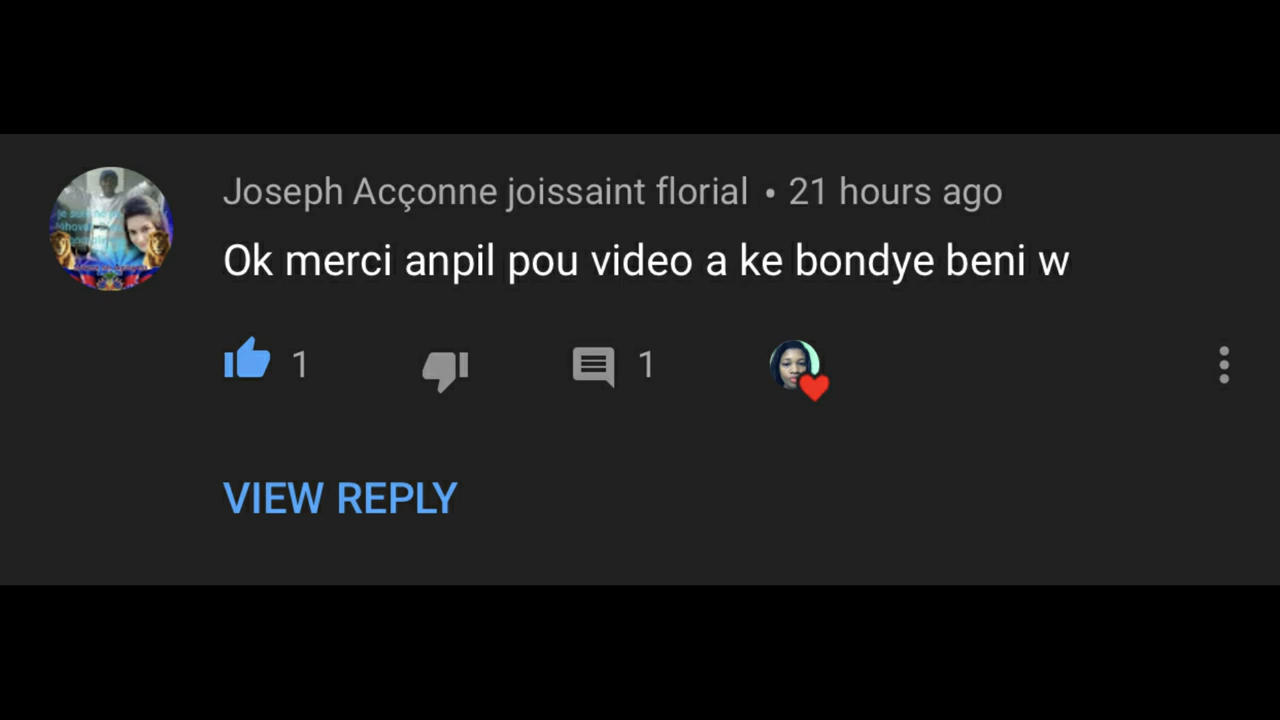 Joseph Acçonne joissaint florial • 21 hours ago
Ok merci anpil pou video a ke bondye beni w
1 1
VIEW REPLY